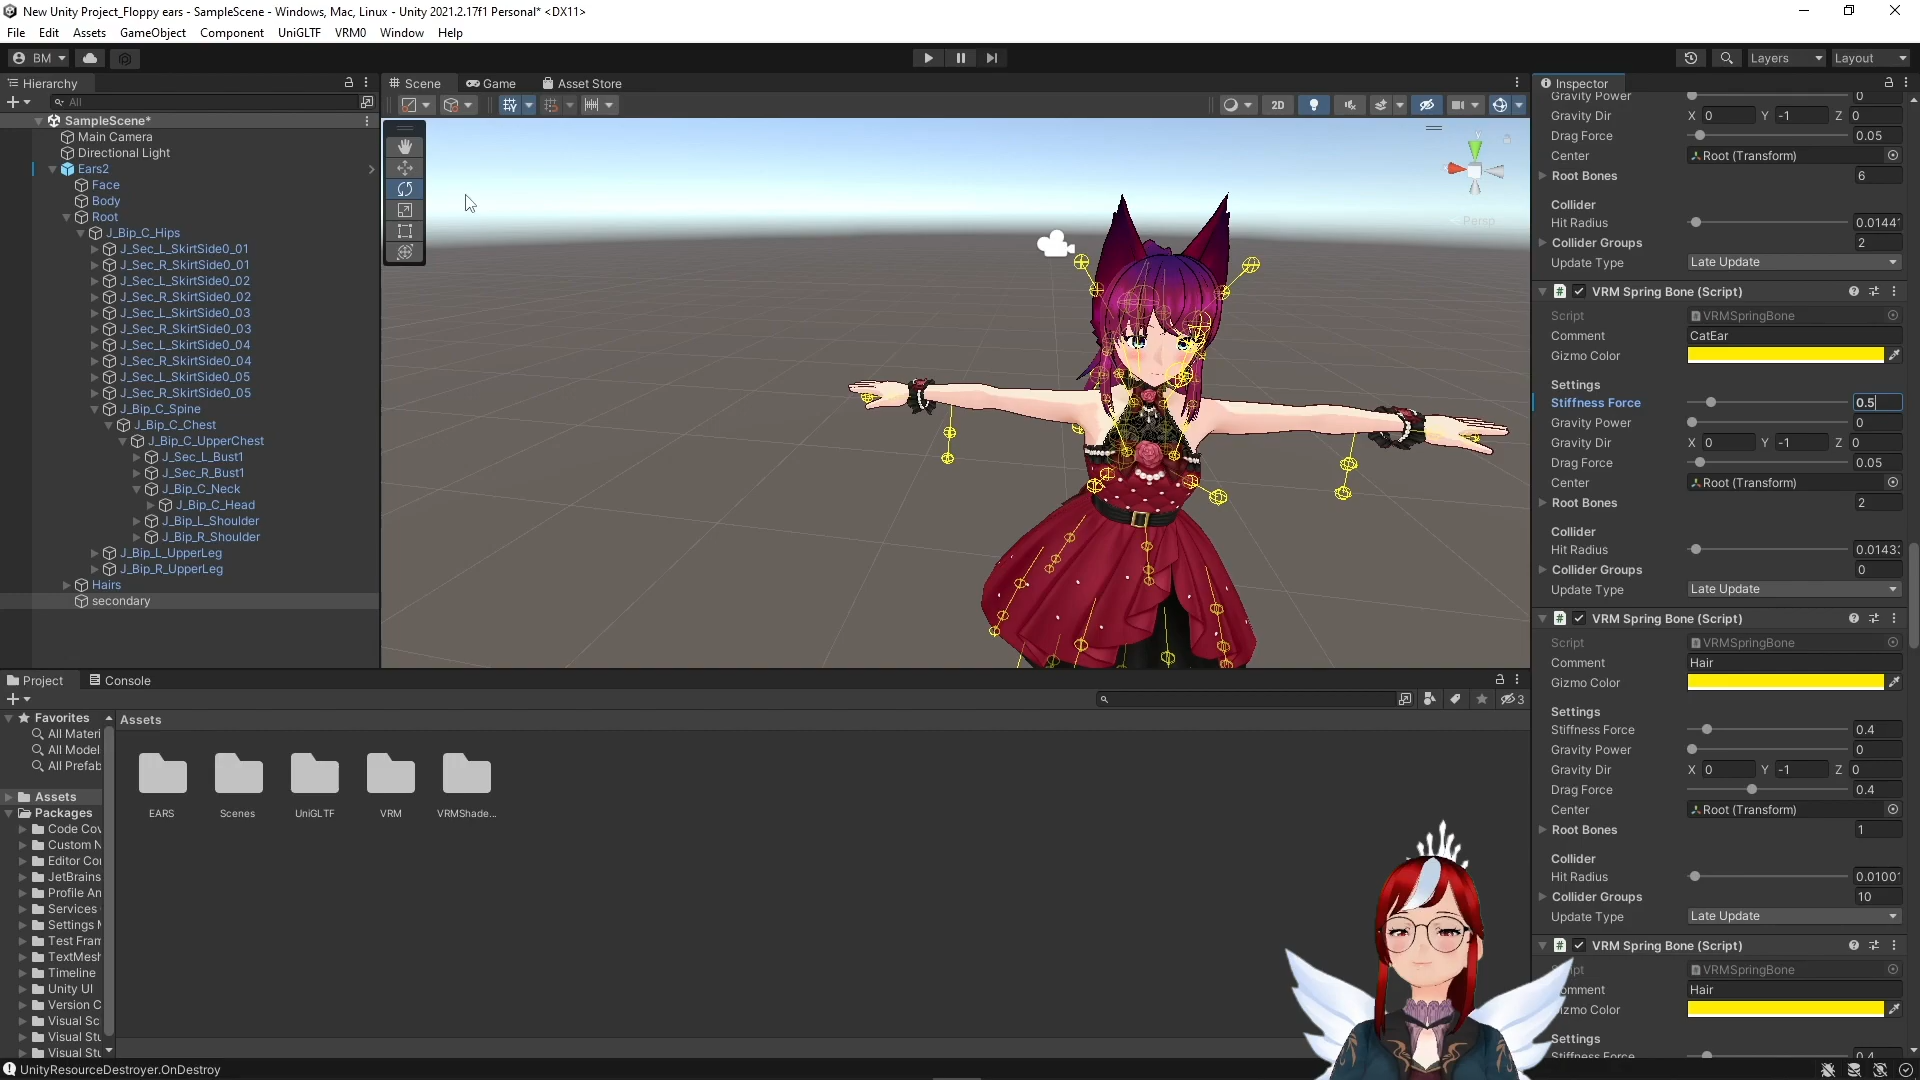 New Unity Project_Floppy ears - SampleScene - Windows, Mac, Linux - Unity 2021.2.17f1 Personal* <DX11>
File Edit Assets GameObject Component UniGLTF VRM0 Window Help
BM
Layers
Layout
Hierarchy
All
SampleScene*
Main Camera
Directional Light
Ears2
Face
Body
Root
J_Bip_C_Hips
J_Sec_L_SkirtSide0_01
J_Sec_R_SkirtSide0_01
J_Sec_L_SkirtSide0_02
J_Sec_R_SkirtSide0_02
J_Sec_L_SkirtSide0_03
J_Sec_R_SkirtSide0_03
J_Sec_L_SkirtSide0_04
J_Sec_R_SkirtSide0_04
J_Sec_L_SkirtSide0_05
J_Sec_R_SkirtSide0_05
J_Bip_C_Spine
J_Bip_C_Chest
J_Bip_C_UpperChest
J_Sec_L_Bust1
J_Sec_R_Bust1
J_Bip_C_Neck
J_Bip_C_Head
J_Bip_L_Shoulder
J_Bip_R_Shoulder
J_Bip_L_UpperLeg
J_Bip_R_UpperLeg
Hairs
secondary
Scene Game Asset Store
2D
y
Persp
Inspector
Gravity Power 0
Gravity Dir X 0 Y -1 Z 0
Drag Force 0.05
Center Root (Transform)
Root Bones 6
Collider
Hit Radius 0.0144
Collider Groups 2
Update Type Late Update
# VRM Spring Bone (Script)
Script VRMSpringBone
Comment CatEar
Gizmo Color
Settings
Stiffness Force 0.5
Gravity Power 0
Gravity Dir X 0 Y -1 Z 0
Drag Force 0.05
Center Root (Transform)
Root Bones 2
Collider
Hit Radius 0.0143
Collider Groups 0
Update Type Late Update
# VRM Spring Bone (Script)
Script VRMSpringBone
Comment Hair
Gizmo Color
Settings
Stiffness Force 0.4
Gravity Power 0
Gravity Dir X 0 Y -1 Z 0
Drag Force 0.4
Center Root (Transform)
Root Bones 1
Collider
Hit Radius 0.0100
Collider Groups 10
Update Type Late Update
# VRM Spring Bone (Script)
ipt VRMSpringBone
omment Hair
izmo Color
Settings
Stiffness Force 0.4
Project Console
3
Favorites
All Materi
All Model
All Prefab
Assets
Packages
Code Cov
Custom N
Editor Cor
JetBrains
Profile An
Services
Settings M
Test Fram
TextMesh
Timeline
Unity UI
Version C
Visual Sc
Visual Stu
Visual Stu
Assets
EARS
Scenes
UniGLTF
VRM
VRMShade...
UnityResourceDestroyer.OnDestroy